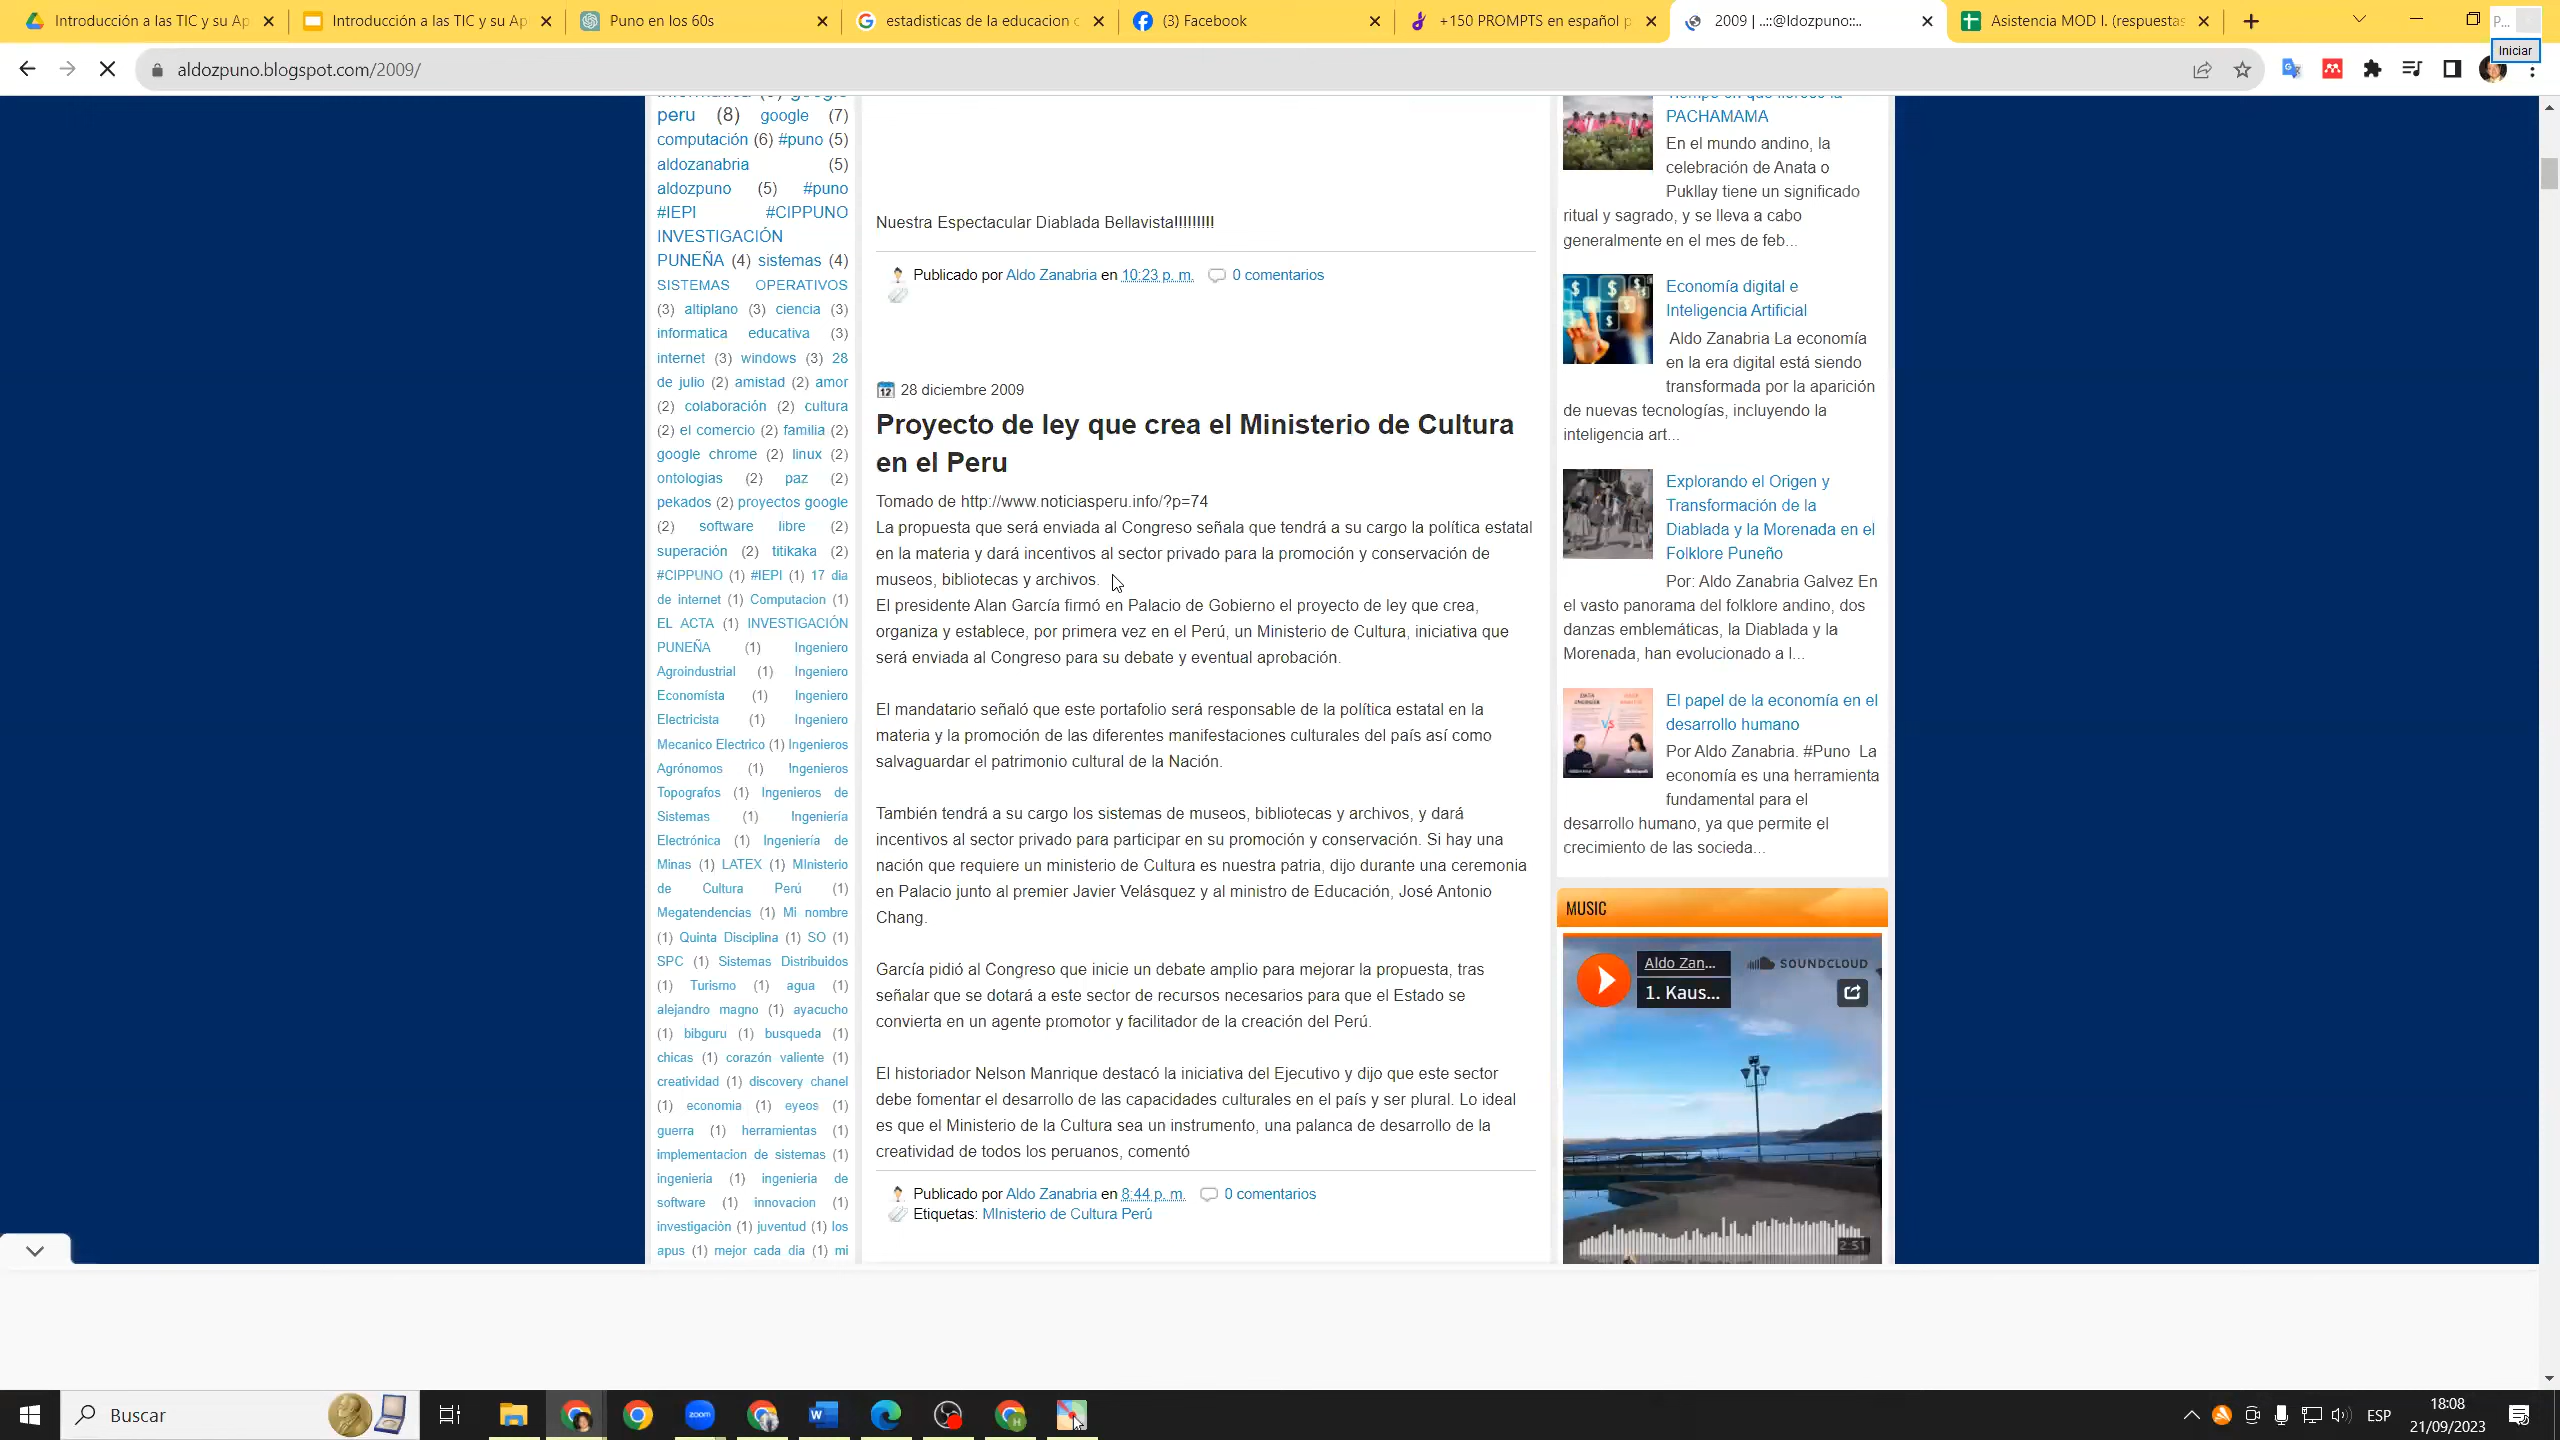 Introducción a las TIC y su Ap
Introducción a las TIC y su Ap
Puno en los 60s
estadisticas de la educacion c
(3) Facebook
+150 PROMPTS en español p
2009 | ..::@ldozpuno::..
Asistencia MOD I. (respuestas
P...
Iniciar
aldozpuno.blogspot.com/2009/
peru (8) google (7)
computación (6) #puno (5)
aldozanabria (5)
aldozpuno (5) #puno
#IEPI #CIPPUNO
INVESTIGACIÓN
PUNEÑA (4) sistemas (4)
SISTEMAS OPERATIVOS
(3) altiplano (3) ciencia (3)
informatica educativa (3)
internet (3) windows (3) 28
de julio (2) amistad (2) amor
(2) colaboración (2) cultura
(2) el comercio (2) familia (2)
google chrome (2) linux (2)
ontologias (2) paz (2)
pekados (2) proyectos google
(2) software libre (2)
superación (2) titikaka (2)
#CIPPUNO (1) #IEPI (1) 17 dia
de internet (1) Computacion (1)
EL ACTA (1) INVESTIGACIÓN
PUNEÑA (1) Ingeniero
Agroindustrial (1) Ingeniero
Economísta (1) Ingeniero
Electricista (1) Ingeniero
Mecanico Electrico (1) Ingenieros
Agrónomos (1) Ingenieros
Topografos (1) Ingenieros de
Sistemas (1) Ingeniería
Electrónica (1) Ingeniería de
Minas (1) LATEX (1) MInisterio
de Cultura Perú (1)
Megatendencias (1) Mi nombre
(1) Quinta Disciplina (1) SO (1)
SPC (1) Sistemas Distribuidos
(1) Turismo (1) agua (1)
alejandro magno (1) ayacucho
(1) bibguru (1) busqueda (1)
chicas (1) corazón valiente (1)
creatividad (1) discovery chanel
(1) economia (1) eyeos (1)
guerra (1) herramientas (1)
implementacion de sistemas (1)
ingenieria (1) ingenieria de
software (1) innovacion (1)
investigación (1) juventud (1) los
apus (1) mejor cada dia (1) mi
Nuestra Espectacular Diablada Bellavista!!!!!!!!!
Publicado por Aldo Zanabria en 10:23 p. m. 0 comentarios
28 diciembre 2009
Proyecto de ley que crea el Ministerio de Cultura
en el Peru
Tomado de http://www.noticiasperu.info/?p=74
La propuesta que será enviada al Congreso señala que tendrá a su cargo la política estatal
en la materia y dará incentivos al sector privado para la promoción y conservación de
museos, bibliotecas y archivos.
El presidente Alan García firmó en Palacio de Gobierno el proyecto de ley que crea,
organiza y establece, por primera vez en el Perú, un Ministerio de Cultura, iniciativa que
será enviada al Congreso para su debate y eventual aprobación.
El mandatario señaló que este portafolio será responsable de la política estatal en la
materia y la promoción de las diferentes manifestaciones culturales del país así como
salvaguardar el patrimonio cultural de la Nación.
También tendrá a su cargo los sistemas de museos, bibliotecas y archivos, y dará
incentivos al sector privado para participar en su promoción y conservación. Si hay una
nación que requiere un ministerio de Cultura es nuestra patria, dijo durante una ceremonia
en Palacio junto al premier Javier Velásquez y al ministro de Educación, José Antonio
Chang.
García pidió al Congreso que inicie un debate amplio para mejorar la propuesta, tras
señalar que se dotará a este sector de recursos necesarios para que el Estado se
convierta en un agente promotor y facilitador de la creación del Perú.
El historiador Nelson Manrique destacó la iniciativa del Ejecutivo y dijo que este sector
debe fomentar el desarrollo de las capacidades culturales en el país y ser plural. Lo ideal
es que el Ministerio de la Cultura sea un instrumento, una palanca de desarrollo de la
creatividad de todos los peruanos, comentó
Publicado por Aldo Zanabria en 8:44 p. m. 0 comentarios
Etiquetas: MInisterio de Cultura Perú
PACHAMAMA
En el mundo andino, la
celebración de Anata o
Pukllay tiene un significado
ritual y sagrado, y se lleva a cabo
generalmente en el mes de feb...
Economía digital e
Inteligencia Artificial
Aldo Zanabria La economía
en la era digital está siendo
transformada por la aparición
de nuevas tecnologías, incluyendo la
inteligencia art...
Explorando el Origen y
Transformación de la
Diablada y la Morenada en el
Folklore Puneño
Por: Aldo Zanabria Galvez En
el vasto panorama del folklore andino, dos
danzas emblemáticas, la Diablada y la
Morenada, han evolucionado a l...
VS
El papel de la economía en el
desarrollo humano
Por Aldo Zanabria. #Puno La
economía es una herramienta
fundamental para el
desarrollo humano, ya que permite el
crecimiento de las socieda...
MUSIC
Aldo Zan...
SOUNDCLOUD
1. Kaus...
2:51
Buscar
zoom
ESP
18:08
21/09/2023